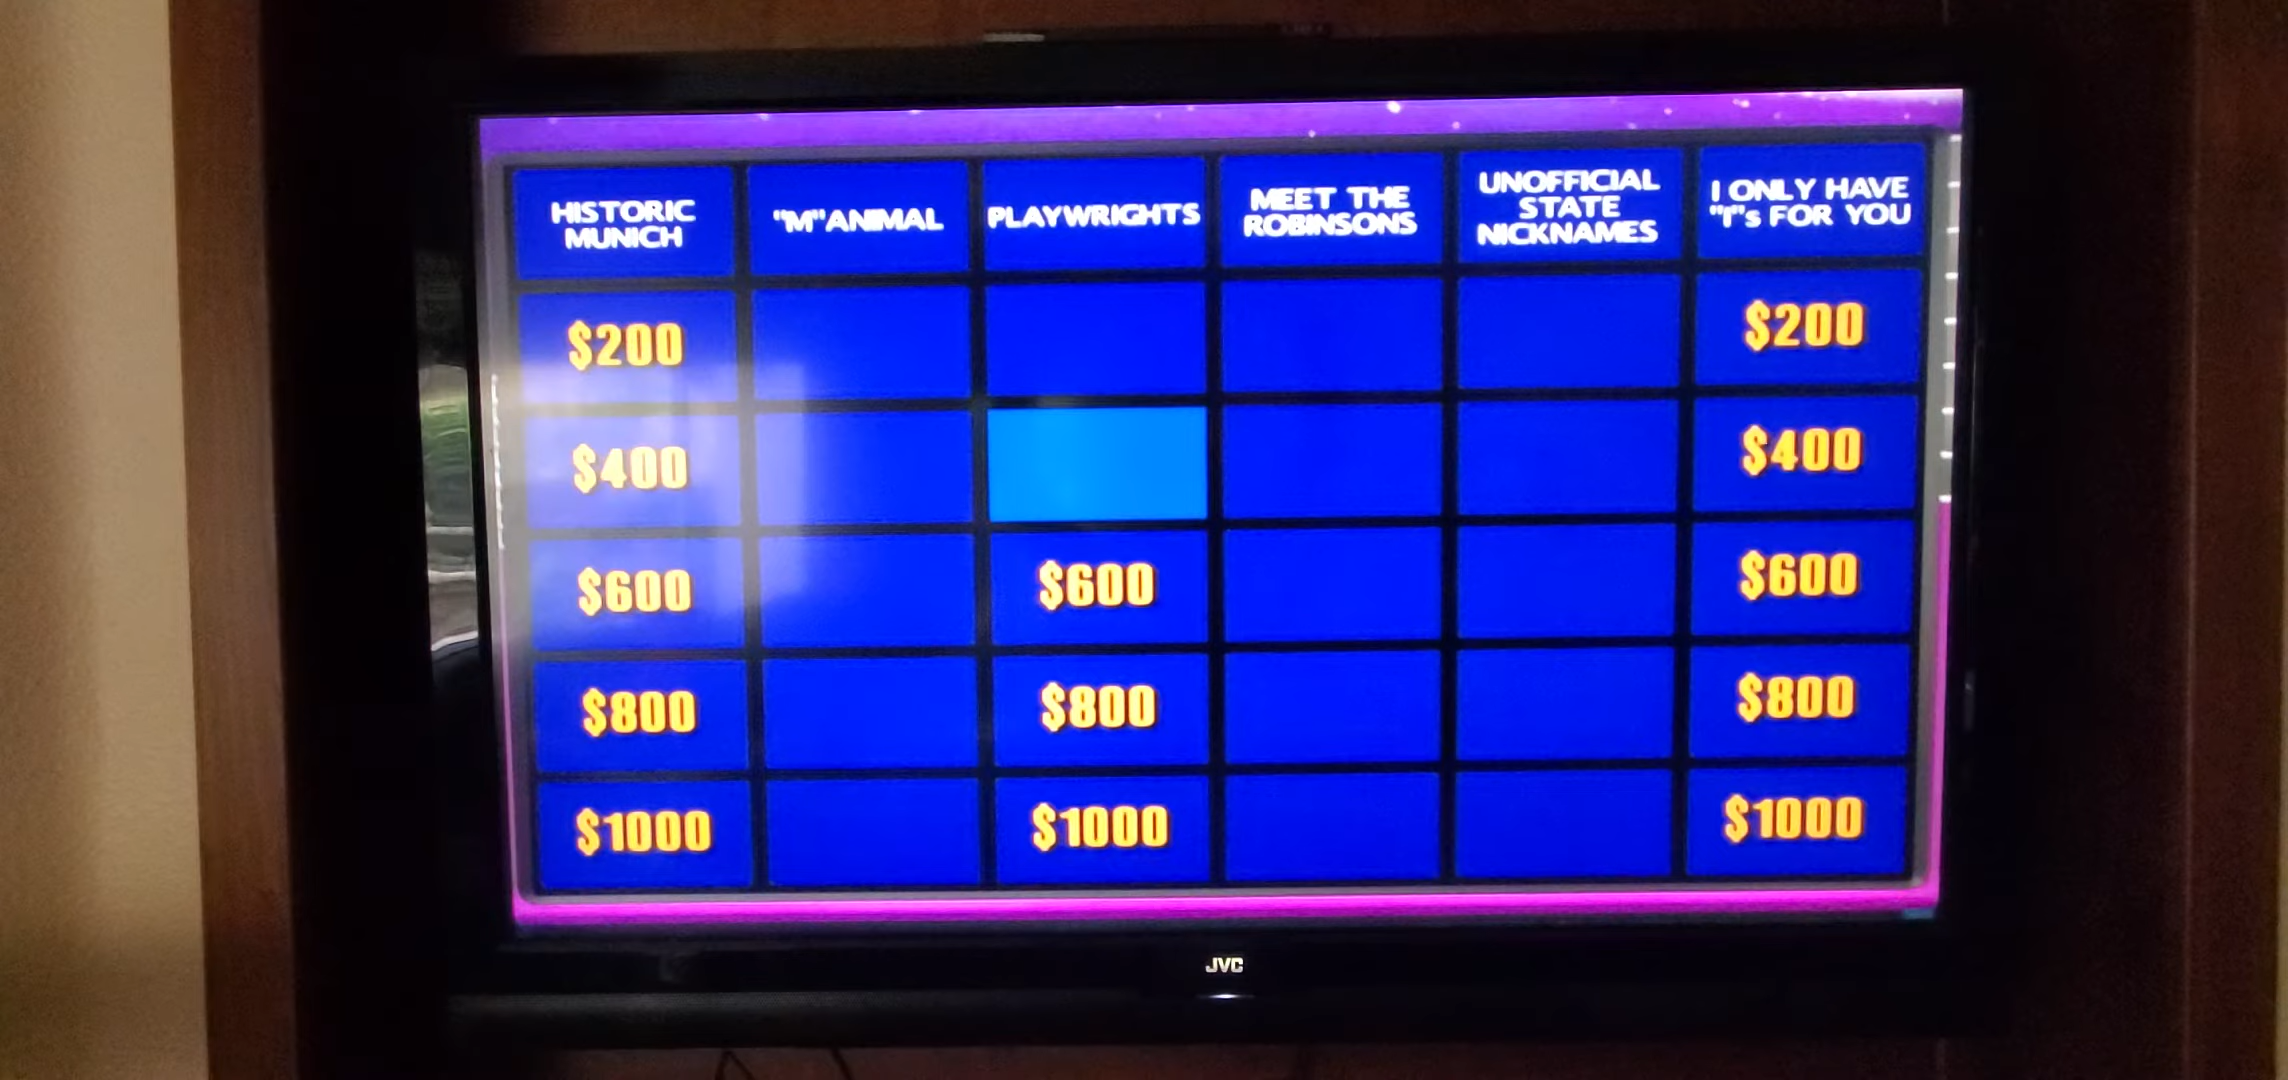 HISTORIC
MUNICH
"M"ANIMAL
PLAYWRIGHTS
MEET THE
ROBINSONS
UNOFFICIAL
STATE
NICKNAMES
I ONLY HAVE
"I"s FOR YOU
$200
$200
$400
$400
$600
$600
$600
$800
$800
$800
$1000
$1000
$1000
JVC